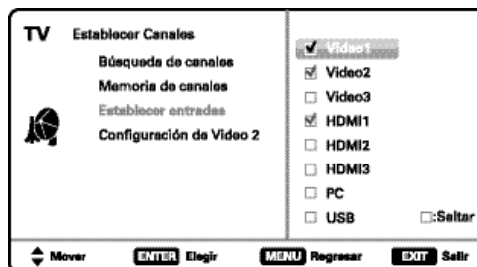 TV
Establecer Canales
Búsqueda de canales
Memoria de canales
Establecer entradas
Configuración de Video 2
Video1
Video2
Video3
HDMI1
HDMI2
HDMI3
PC
USB
:Saltar
Mover ENTER Elegir MENU Regresar EXIT Salir